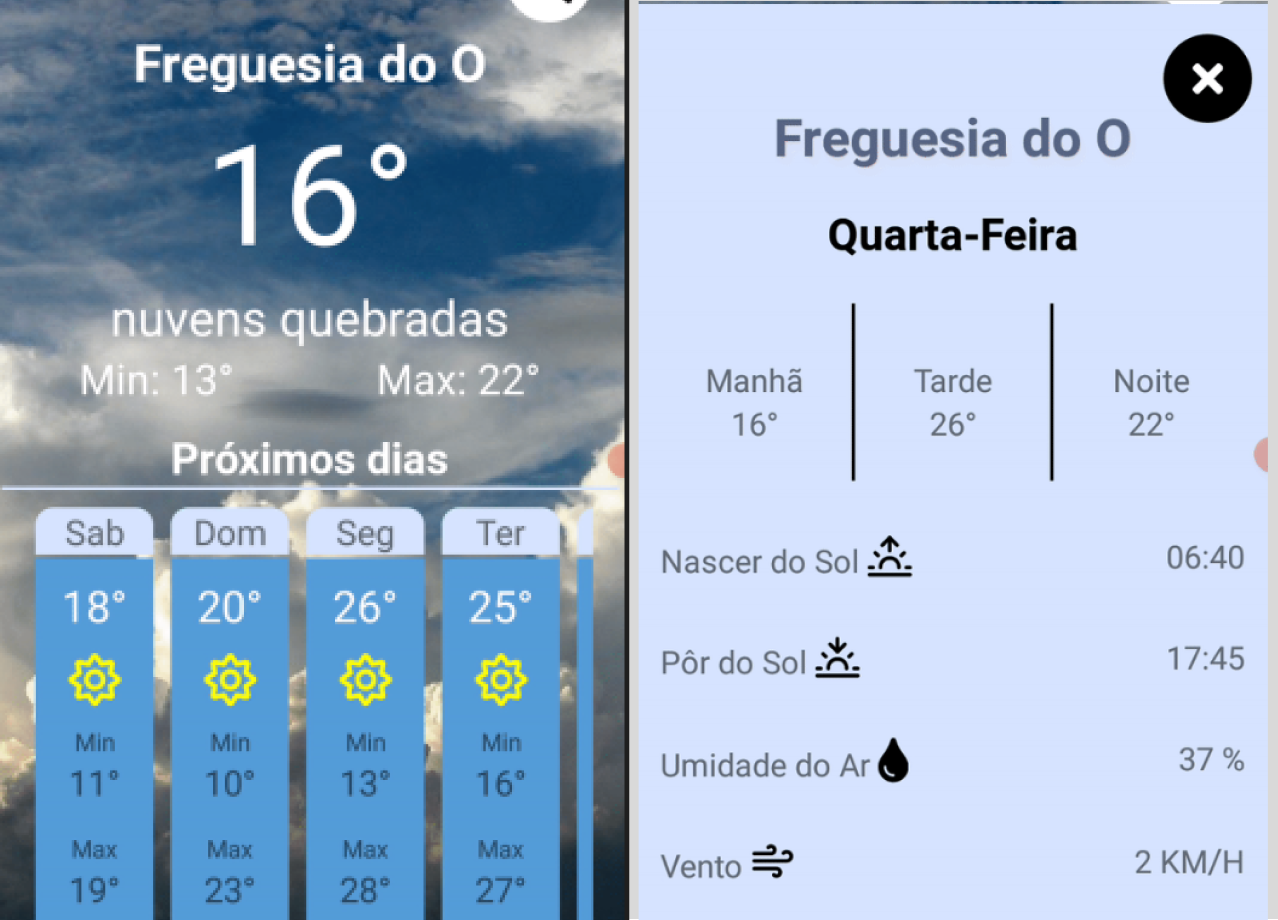 Freguesia do O
16°
nuvens quebradas
Min: 13° Max: 22°
Próximos dias
Sab Dom Seg Ter
18° 20° 26° 25°
Min Min Min Min
11° 10° 13° 16°
Max Max Max Max
19° 23° 28° 27°
Freguesia do O
Quarta-Feira
Manhã Tarde Noite
16° 26° 22°
Nascer do Sol 06:40
Pôr do Sol 17:45
Umidade do Ar 37 %
Vento 2 KM/H